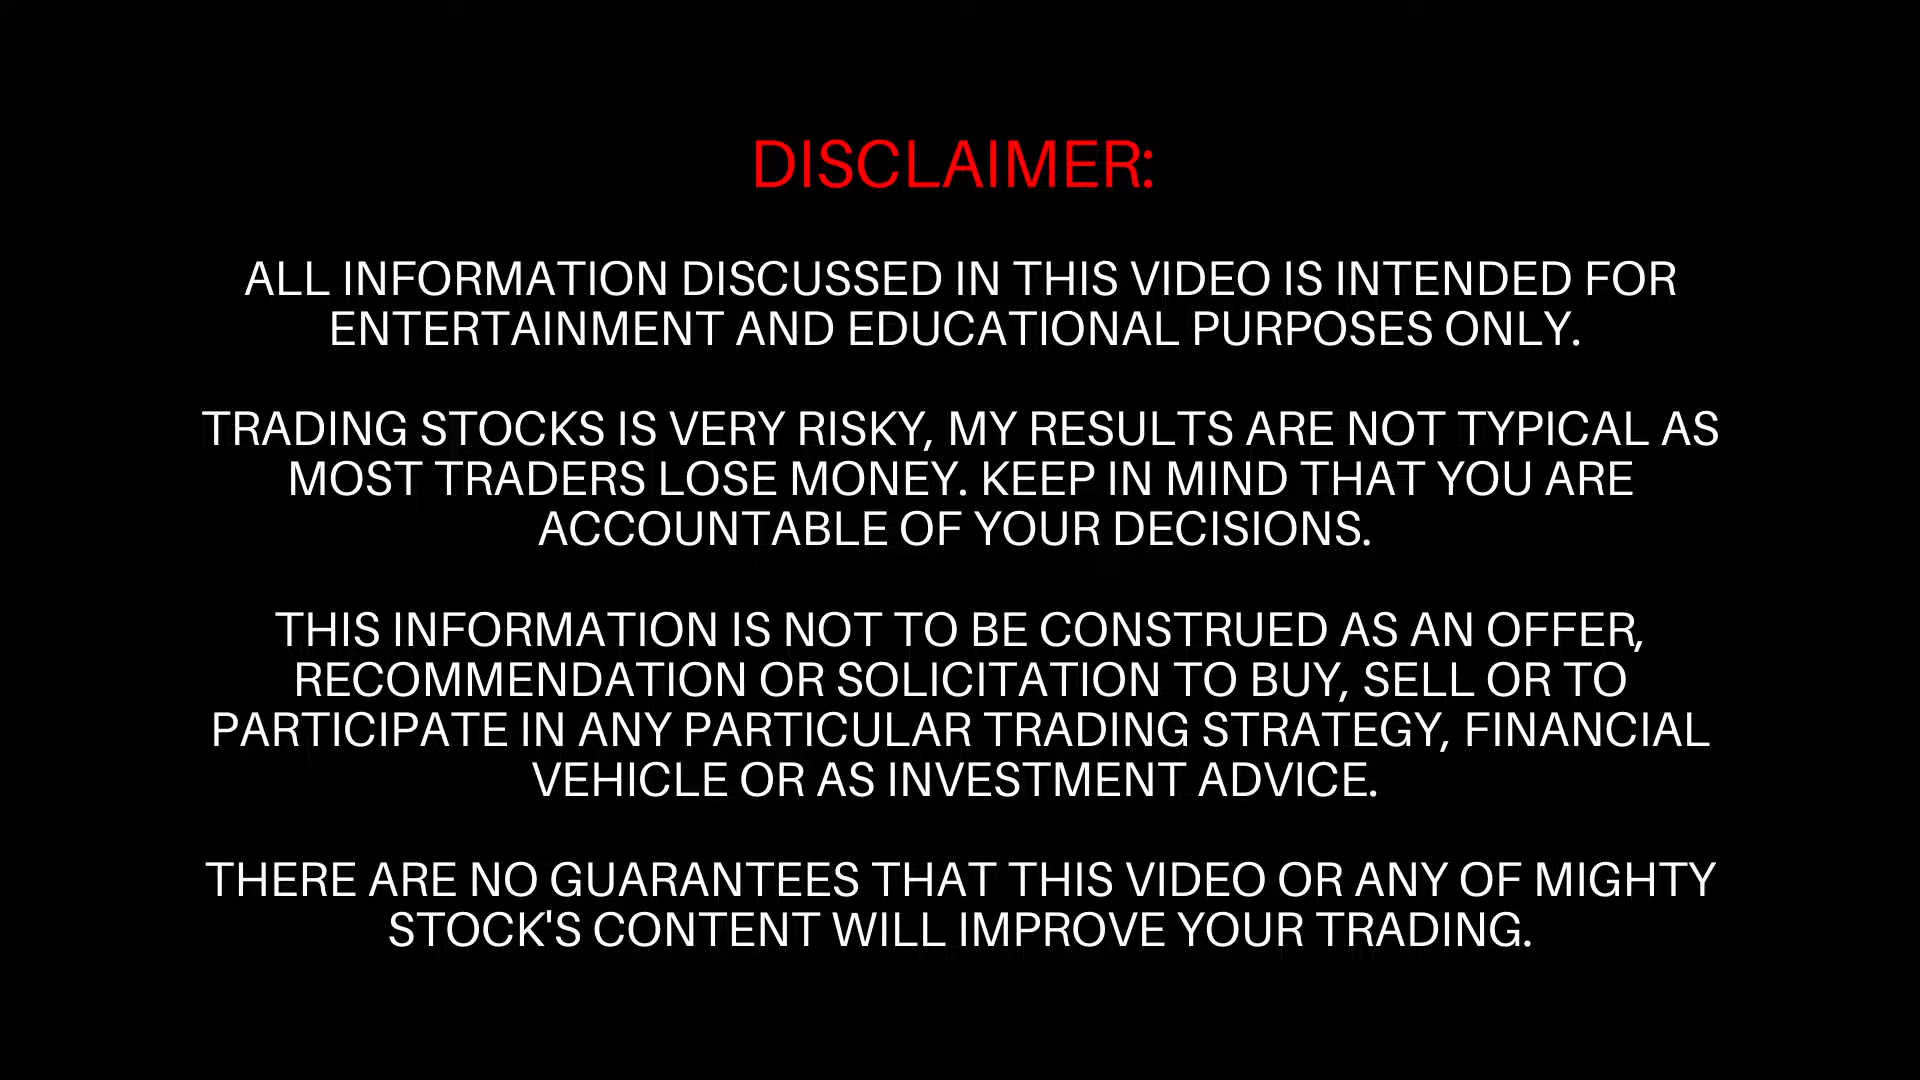 DISCLAIMER:
ALL INFORMATION DISCUSSED IN THIS VIDEO IS INTENDED FOR
ENTERTAINMENT AND EDUCATIONAL PURPOSES ONLY.
TRADING STOCKS IS VERY RISKY, MY RESULTS ARE NOT TYPICAL AS
MOST TRADERS LOSE MONEY. KEEP IN MIND THAT YOU ARE
ACCOUNTABLE OF YOUR DECISIONS.
THIS INFORMATION IS NOT TO BE CONSTRUED AS AN OFFER,
RECOMMENDATION OR SOLICITATION TO BUY, SELL OR TO
PARTICIPATE IN ANY PARTICULAR TRADING STRATEGY, FINANCIAL
VEHICLE OR AS INVESTMENT ADVICE.
THERE ARE NO GUARANTEES THAT THIS VIDEO OR ANY OF MIGHTY
STOCK'S CONTENT WILL IMPROVE YOUR TRADING.